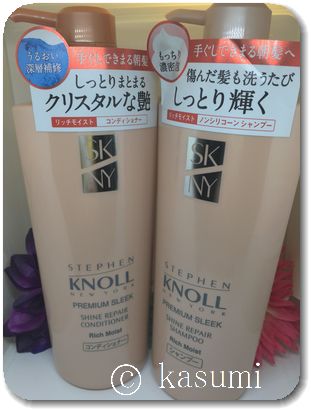 うるおい
深層補修
手ぐしできまる朝髪へ
しっとりまとまる
クリスタルな艶
リッチモイスト コンディショナー
SK
NY
STEPHEN
KNOLL
NEW YORK
PREMIUM SLEEK
SHINE REPAIR
CONDITIONER
Rich Moist
コンディショナー
もっちり
濃密泡
手ぐしできまる朝髪へ
傷んだ髪も洗うたび
しっとり輝く
リッチモイスト ノンシリコーン シャンプー
SK
NY
STEPHEN
KNOLL
NEW YORK
PREMIUM SLEEK
SHINE REPAIR
SHAMPOO
Rich Moist
シャンプー
© kasumi